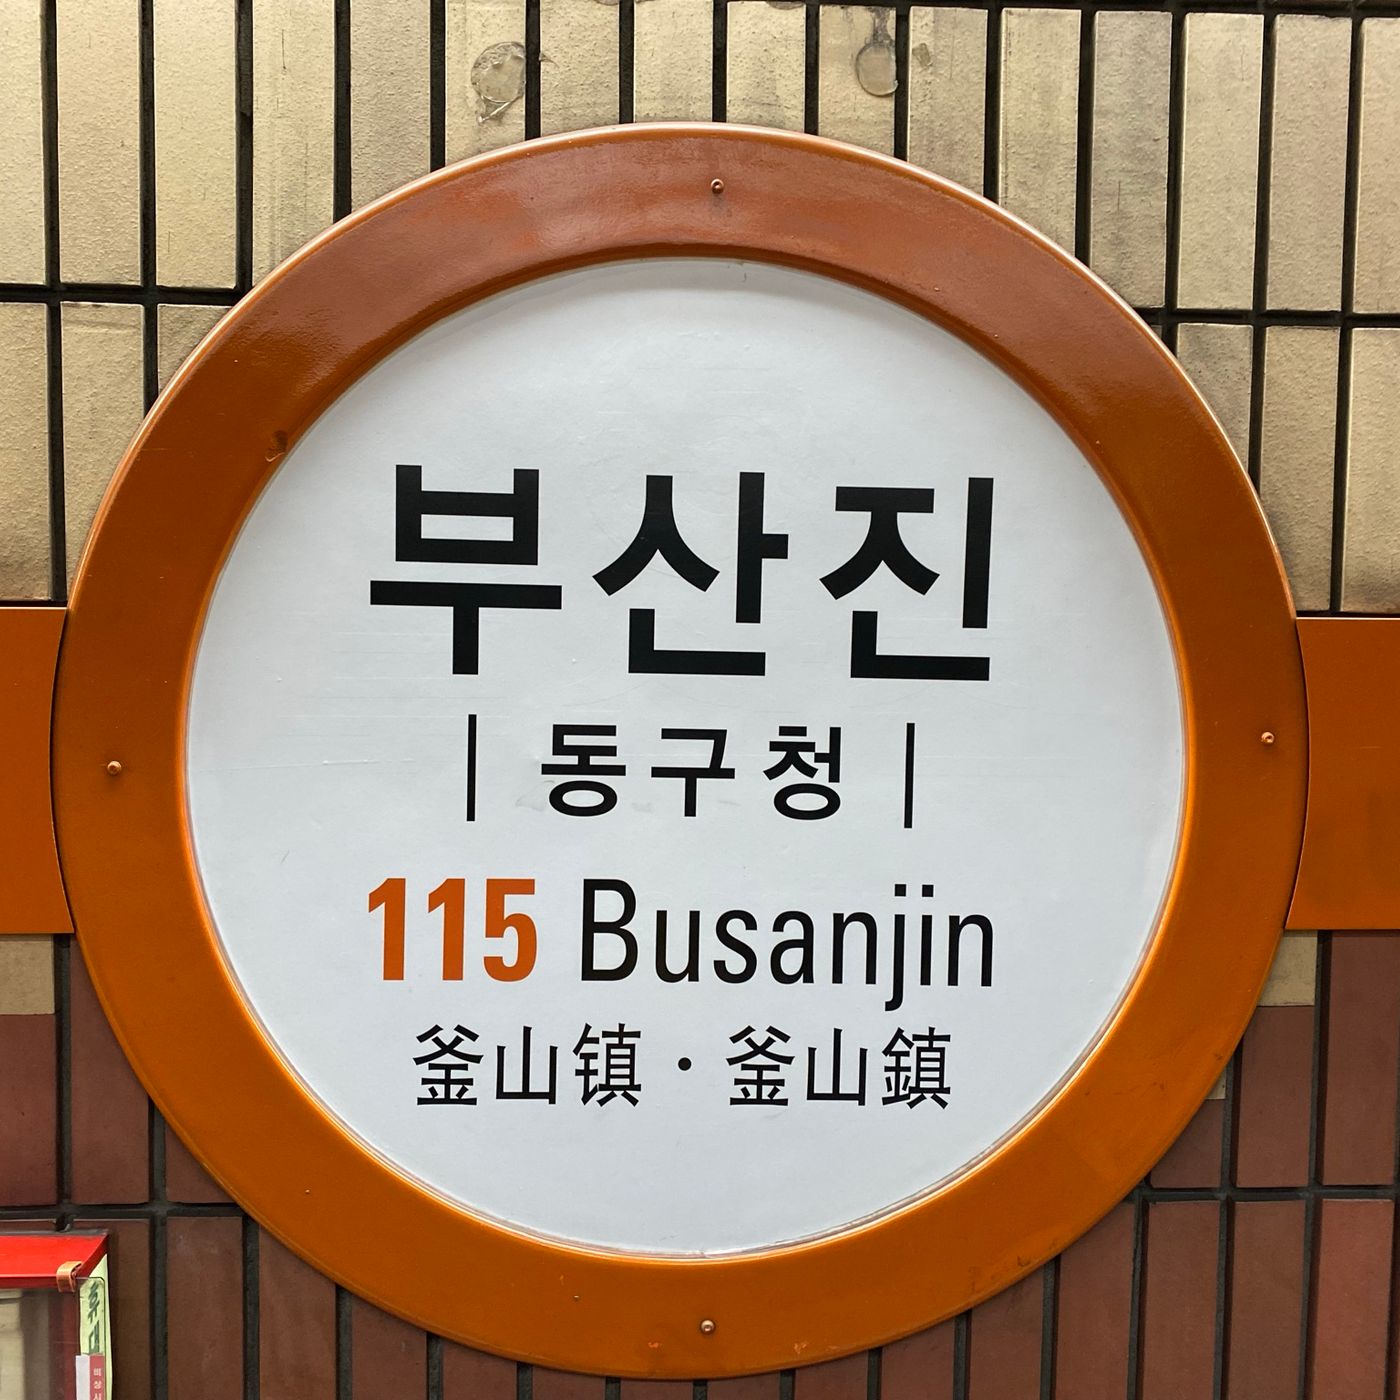 부산진
| 동구청 |
115 Busanjin
釜山镇·釜山鎮